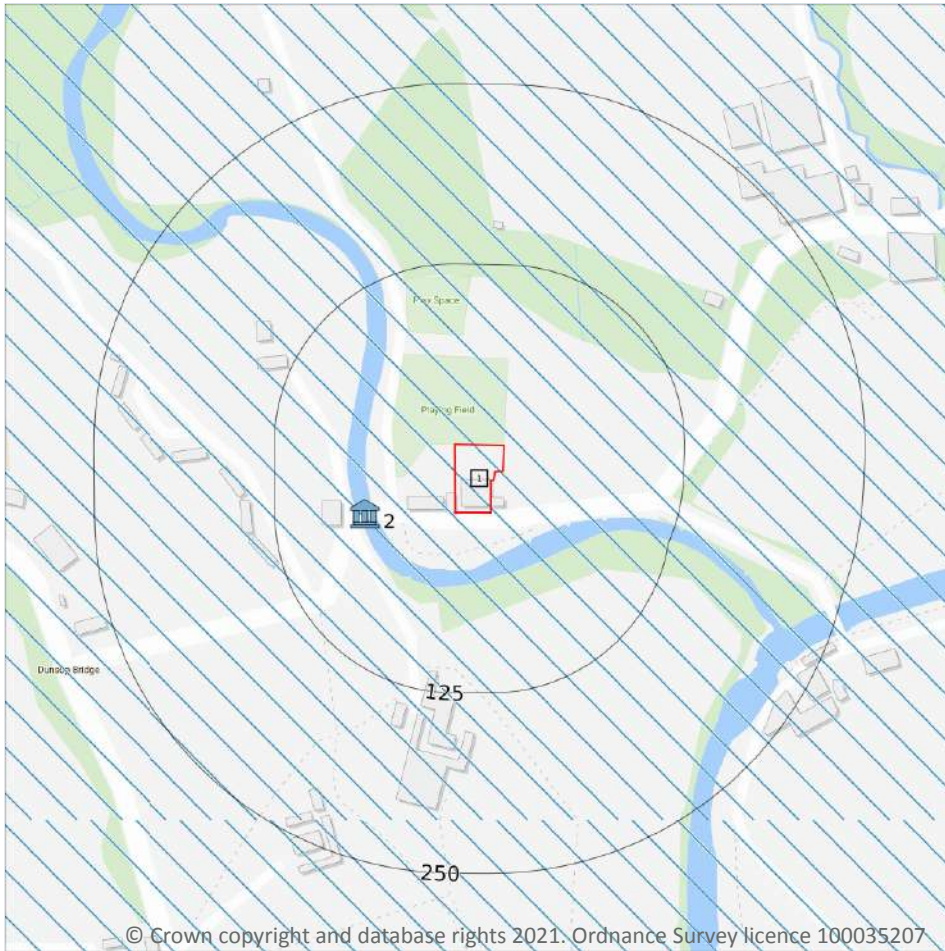 Play Space
Playing Field
1
2
Dunsop Bridge
125
250
© Crown copyright and database rights 2021. Ordnance Survey licence 100035207